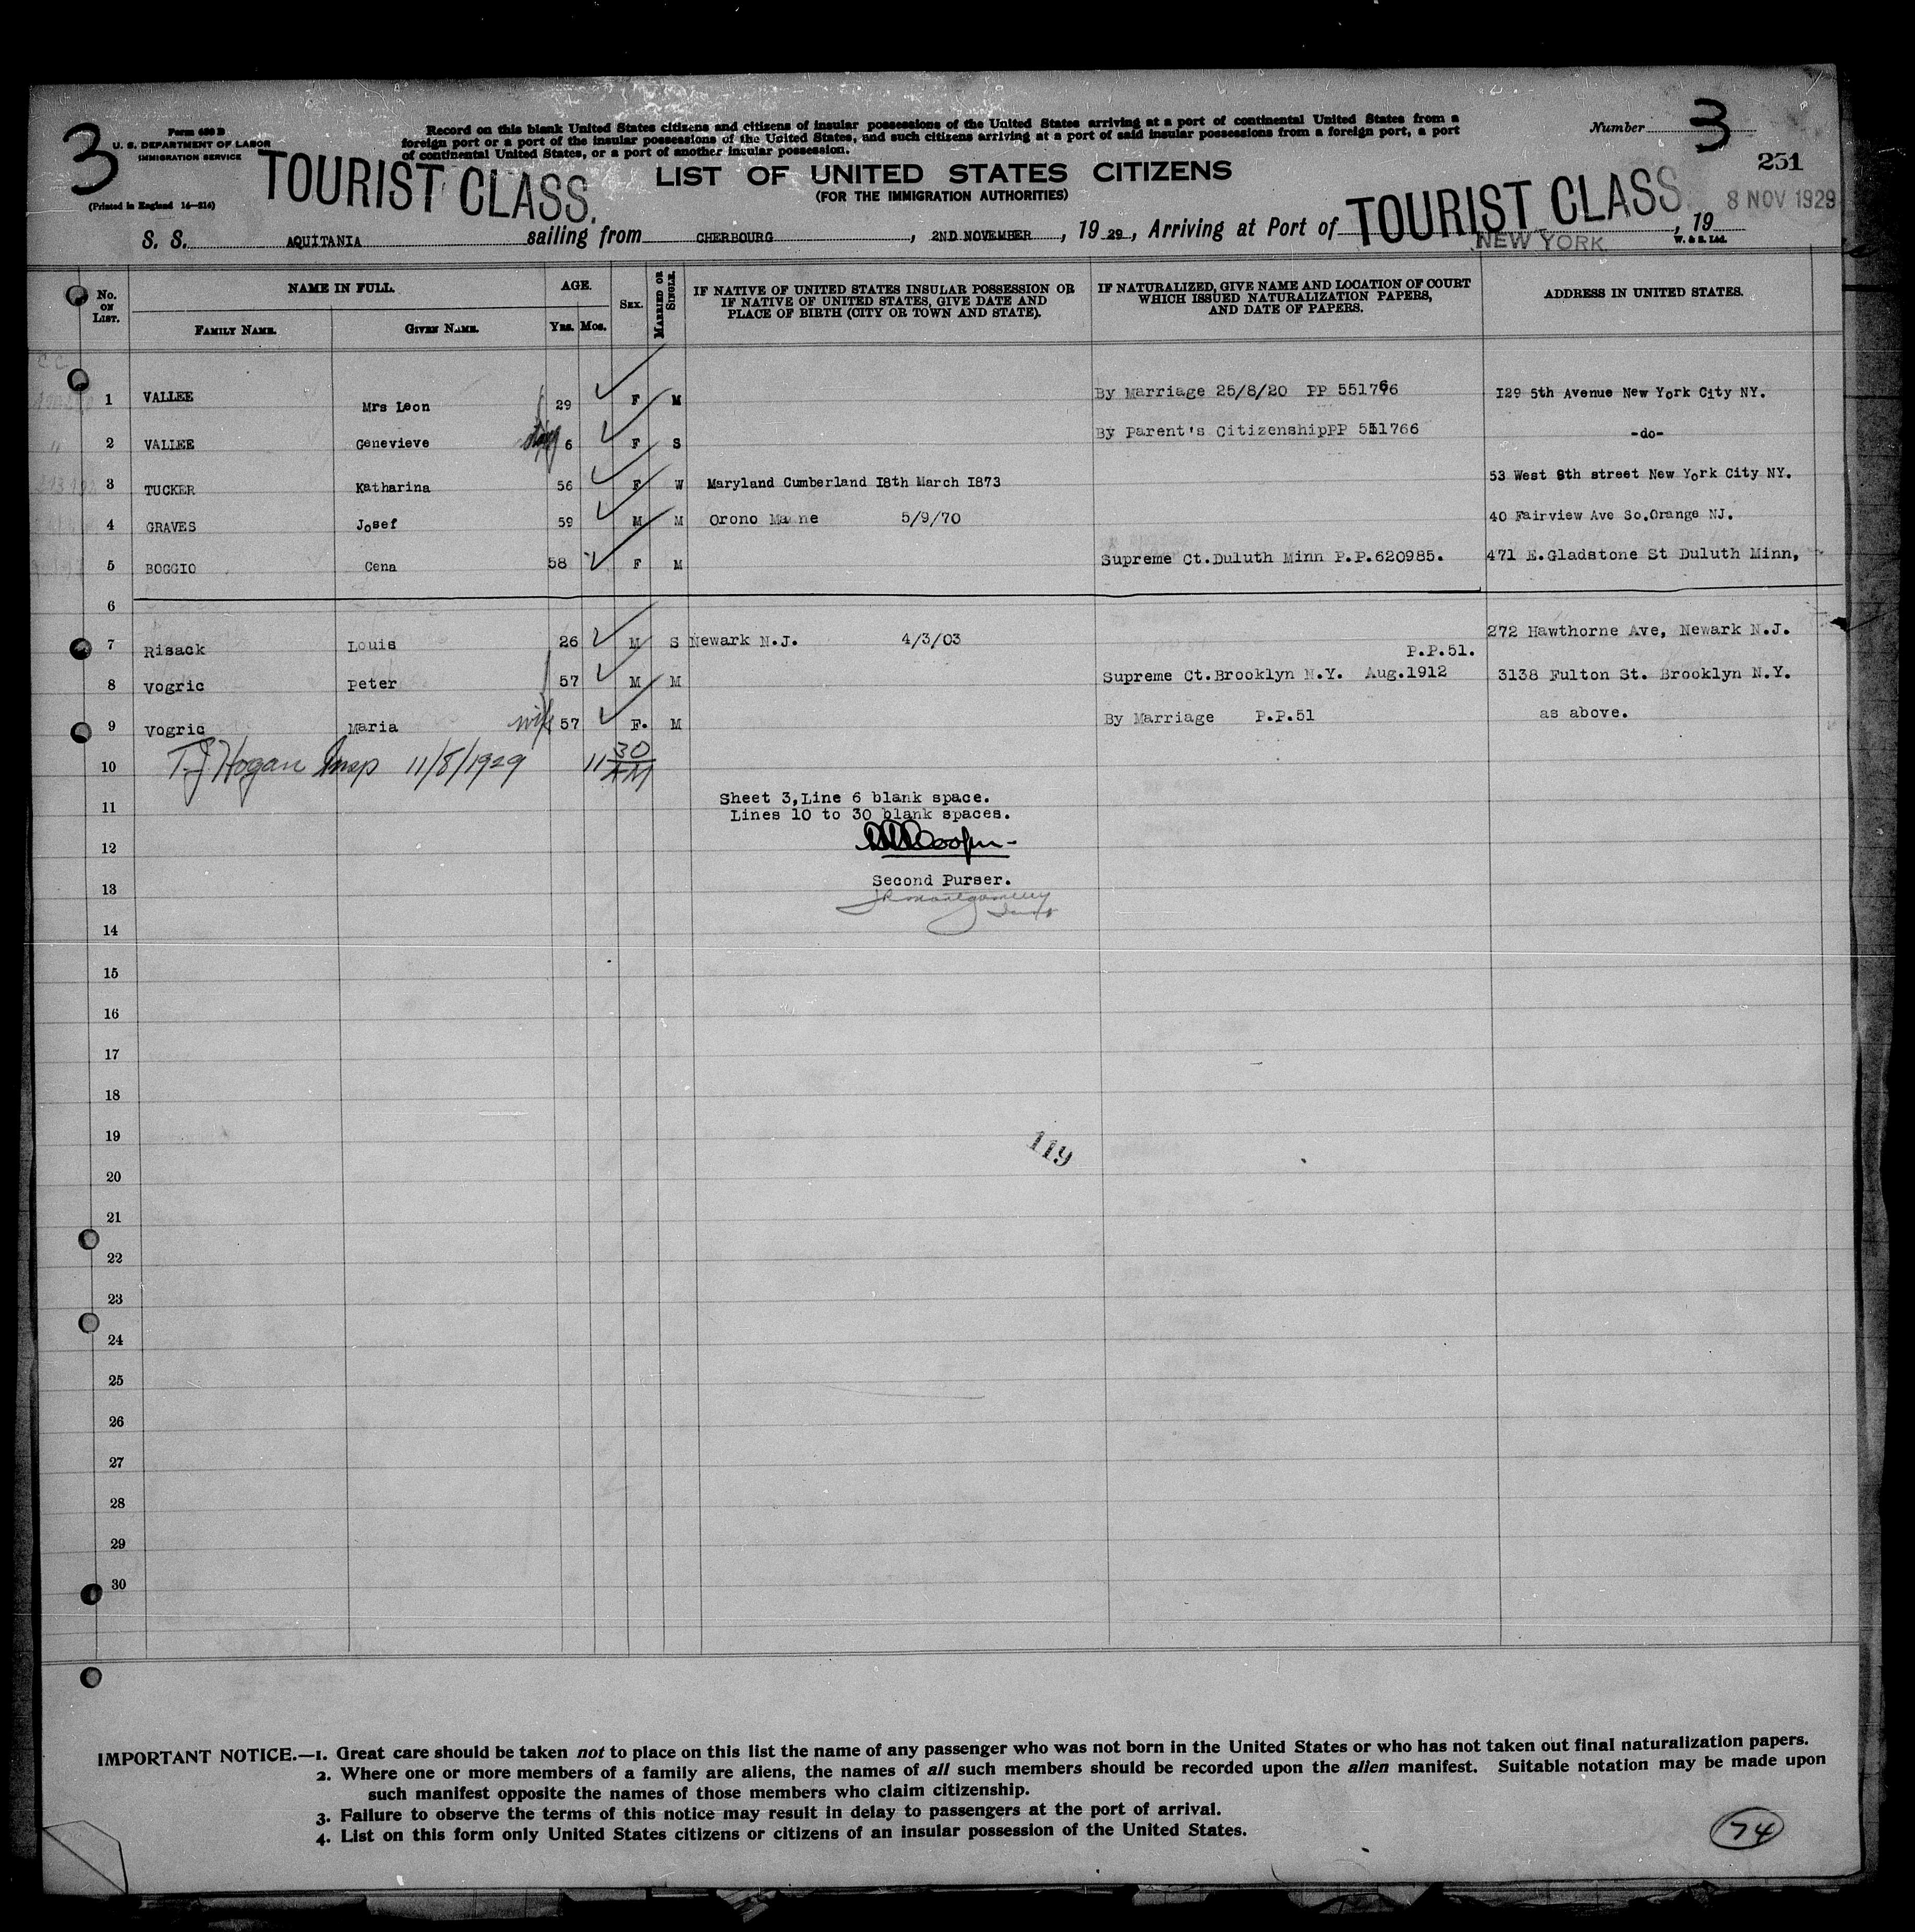 3
Form 630 B
U. S. DEPARTMENT OF LABOR
IMMIGRATION SERVICE
(Printed in England 14—214)
Record on this blank United States citizens and citizens of insular possessions of the United States arriving at a port of continental United States from a
foreign port or a port of the insular possessions of the United States, and such citizens arriving at a port of said insular possessions from a foreign port, a port
of continental United States, or a port of another insular possession.
Number 3
251
TOURIST CLASS.
LIST OF UNITED STATES CITIZENS
(FOR THE IMMIGRATION AUTHORITIES)
TOURIST CLASS
8 NOV 1929
S. S. AQUITANIA sailing from CHERBOURG, 2ND NOVEMBER, 19 29, Arriving at Port of NEW YORK, 19
W. & S. Ltd.
No. ON LIST.
NAME IN FULL.
FAMILY NAME. GIVEN NAME.
AGE.
YRS. MOS.
SEX.
MARRIED OR SINGLE.
IF NATIVE OF UNITED STATES INSULAR POSSESSION OR
IF NATIVE OF UNITED STATES, GIVE DATE AND
PLACE OF BIRTH (CITY OR TOWN AND STATE).
IF NATURALIZED, GIVE NAME AND LOCATION OF COURT
WHICH ISSUED NATURALIZATION PAPERS,
AND DATE OF PAPERS.
ADDRESS IN UNITED STATES.
1 VALLEE Mrs Leon 29 F M By Marriage 25/8/20 PP 551766 129 5th Avenue New York City NY.
2 VALLEE Genevieve 6 F S By Parent's CitizenshipPP 551766 -do-
3 TUCKER Katharina 56 F W Maryland Cumberland 18th March 1873 53 West 8th street New York City NY.
4 GRAVES Josef 59 M M Orono Ma ne 5/9/70 40 Fairview Ave So.Orange NJ.
5 BOGGIO Cena 58 F M Supreme Ct.Duluth Minn P.P.620985. 471 E.Gladstone St Duluth Minn,
6
7 Risack Louis 26 M S Newark N.J. 4/3/03 272 Hawthorne Ave, Newark N.J.
P.P.51.
8 Vogric Peter 57 M M Supreme Ct.Brooklyn N.Y. Aug.1912 3138 Fulton St. Brooklyn N.Y.
9 Vogric Maria wife 57 F. M By Marriage P.P.51 as above.
10 T.J Hogan Insp 11/8/1929 11 30 AM
Sheet 3,Line 6 blank space.
11
Lines 10 to 30 blank spaces.
12
Second Purser.
13
JR Montgomery
14
15
16
17
18
19
119
20
21
22
23
24
25
26
27
28
29
30
IMPORTANT NOTICE.—1. Great care should be taken not to place on this list the name of any passenger who was not born in the United States or who has not taken out final naturalization papers.
2. Where one or more members of a family are aliens, the names of all such members should be recorded upon the alien manifest. Suitable notation may be made upon
such manifest opposite the names of those members who claim citizenship.
3. Failure to observe the terms of this notice may result in delay to passengers at the port of arrival.
4. List on this form only United States citizens or citizens of an insular possession of the United States.
74